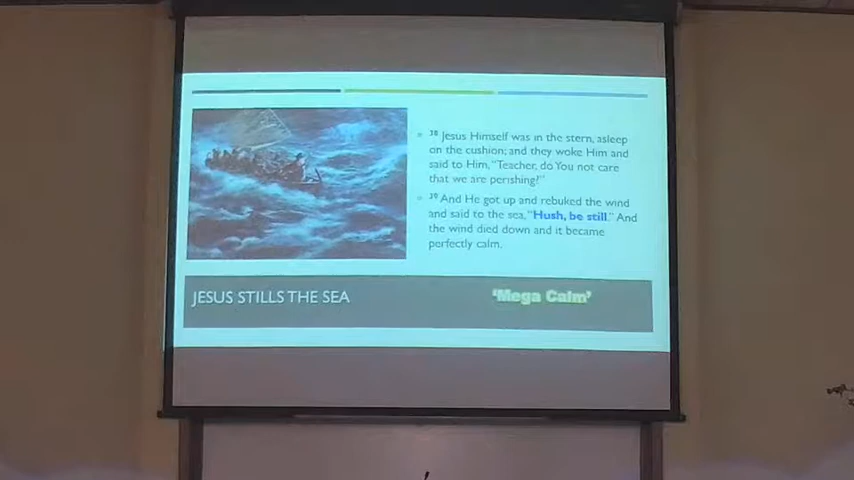 38 Jesus Himself was in the stern, asleep
on the cushion; and they woke Him and
said to Him, "Teacher, do You not care
that we are perishing?"
39 And He got up and rebuked the wind
and said to the sea, "Hush, be still." And
the wind died down and it became
perfectly calm.
JESUS STILLS THE SEA
'Mega Calm'